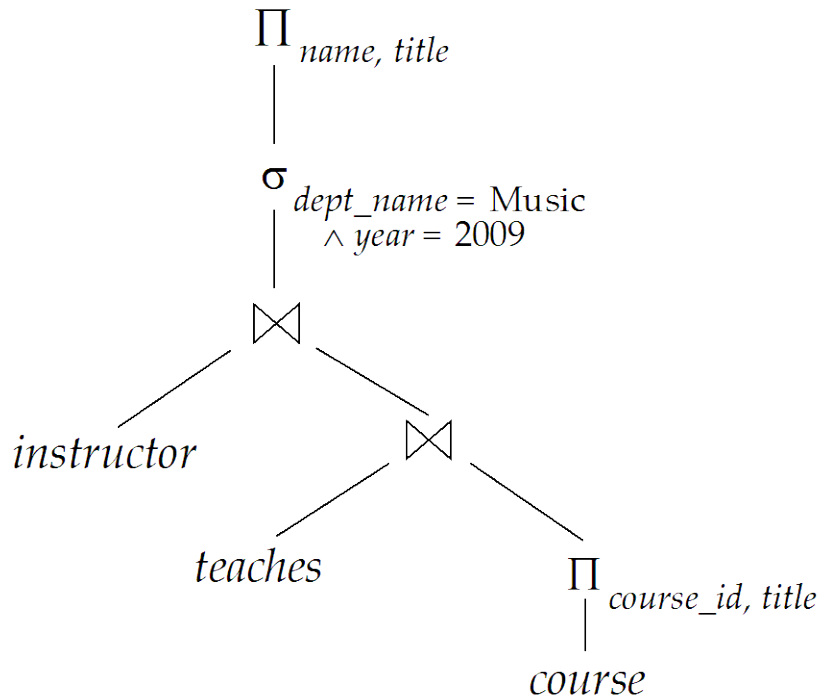 Π name, title
σ dept_name = Music
∧ year = 2009
⋈
instructor
⋈
teaches
Π course_id, title
course